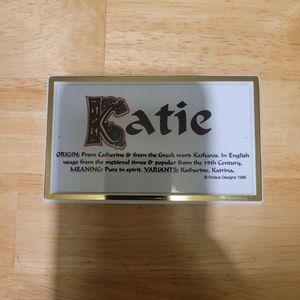 Katie
ORIGIN: From Catherine & from the Greek word Katharos. In English
usage from the medieval times & popular from the 19th Century.
MEANING: Pure in spirit. VARIANTS: Katharine, Katrina.
© Unique Designs 1998